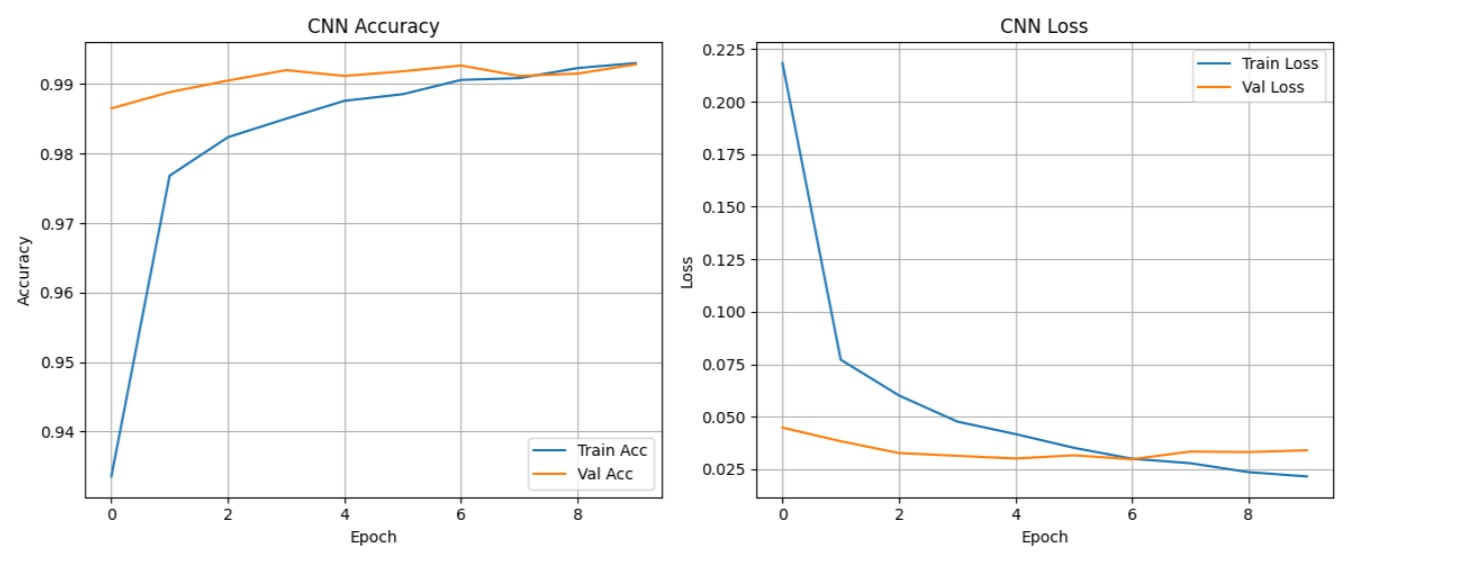 CNN Accuracy
Accuracy
0.99
0.98
0.97
0.96
0.95
0.94
Train Acc
Val Acc
0 2 4 6 8
Epoch
CNN Loss
Loss
0.225
0.200
0.175
0.150
0.125
0.100
0.075
0.050
0.025
Train Loss
Val Loss
0 2 4 6 8
Epoch